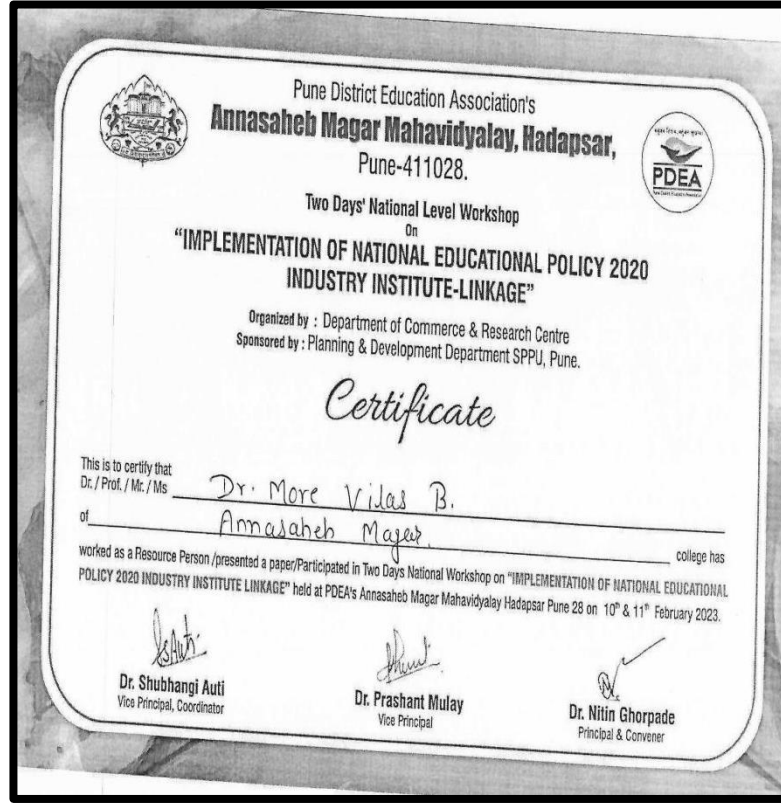 Pune District Education Association's
Annasaheb Magar Mahavidyalay, Hadapsar,
Pune-411028.
PDEA
Two Days' National Level Workshop
On
"IMPLEMENTATION OF NATIONAL EDUCATIONAL POLICY 2020
INDUSTRY INSTITUTE-LINKAGE"
Organized by : Department of Commerce & Research Centre
Sponsored by : Planning & Development Department SPPU, Pune.
Certificate
This is to certify that
Dr. / Prof. / Mr. / Ms Dr. More Vilas B.
of Annasaheb Magar. college has
worked as a Resource Person /presented a paper/Participated in Two Days National Workshop on "IMPLEMENTATION OF NATIONAL EDUCATIONAL
POLICY 2020 INDUSTRY INSTITUTE LINKAGE" held at PDEA's Annasaheb Magar Mahavidyalay Hadapsar Pune 28 on 10th & 11th February 2023.
Dr. Shubhangi Auti
Vice Principal, Coordinator
Dr. Prashant Mulay
Vice Principal
Dr. Nitin Ghorpade
Principal & Convener